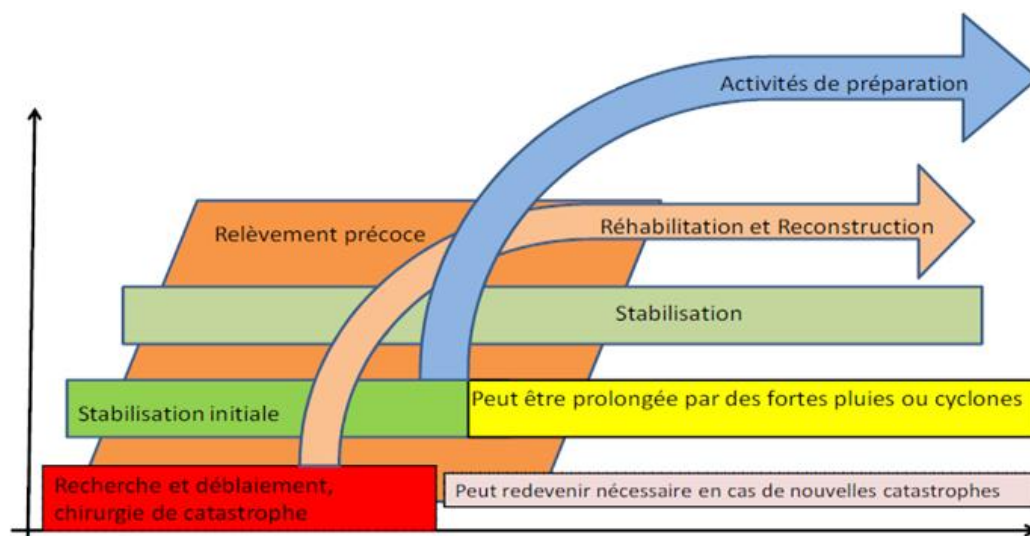 Activités de préparation
Relèvement précoce
Réhabilitation et Reconstruction
Stabilisation
Stabilisation initiale
Peut être prolongée par des fortes pluies ou cyclones
Recherche et déblaiement,
chirurgie de catastrophe
Peut redevenir nécessaire en cas de nouvelles catastrophes